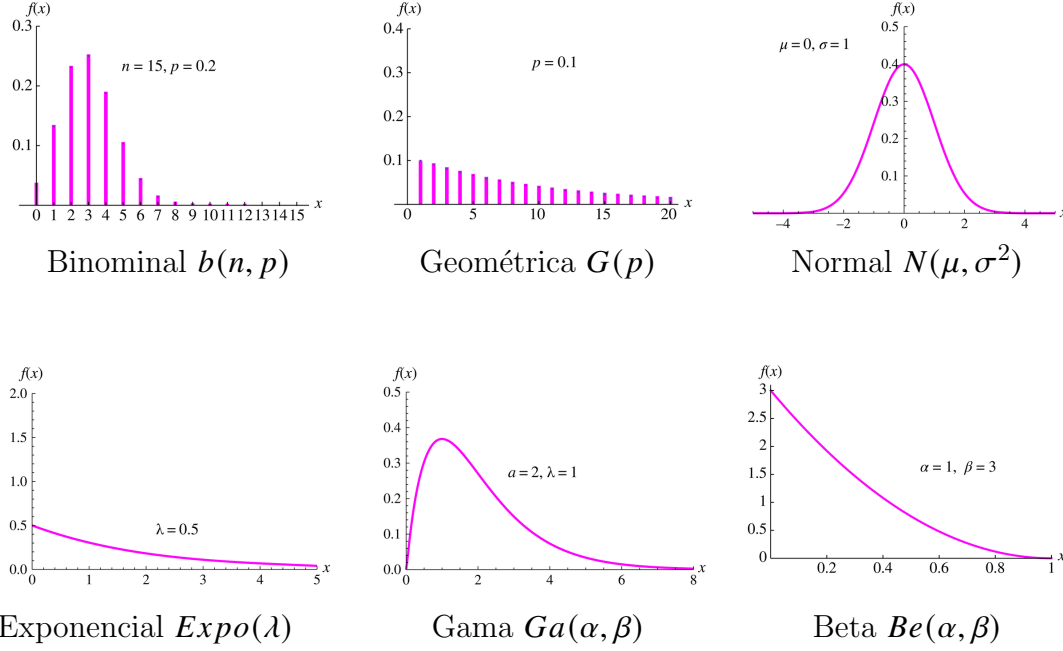 f(x)
0.3
0.2
0.1
n = 15, p = 0.2
0 1 2 3 4 5 6 7 8 9 10 11 12 13 14 15 x
Binominal b(n, p)
f(x)
0.4
0.3
0.2
0.1
p = 0.1
0 5 10 15 20 x
Geométrica G(p)
μ = 0, σ = 1
f(x)
0.5
0.4
0.3
0.2
0.1
−4 −2 0 2 4 x
Normal N(μ, σ²)
f(x)
2.0
1.5
1.0
0.5
0
λ = 0.5
0 1 2 3 4 5 x
Exponencial Expo(λ)
f(x)
0.5
0.4
0.3
0.2
0.1
0.0
a = 2, λ = 1
0 2 4 6 8 x
Gama Ga(α, β)
f(x)
3
2.5
2
1.5
1
0.5
0
α = 1, β = 3
0.2 0.4 0.6 0.8 1 x
Beta Be(α, β)